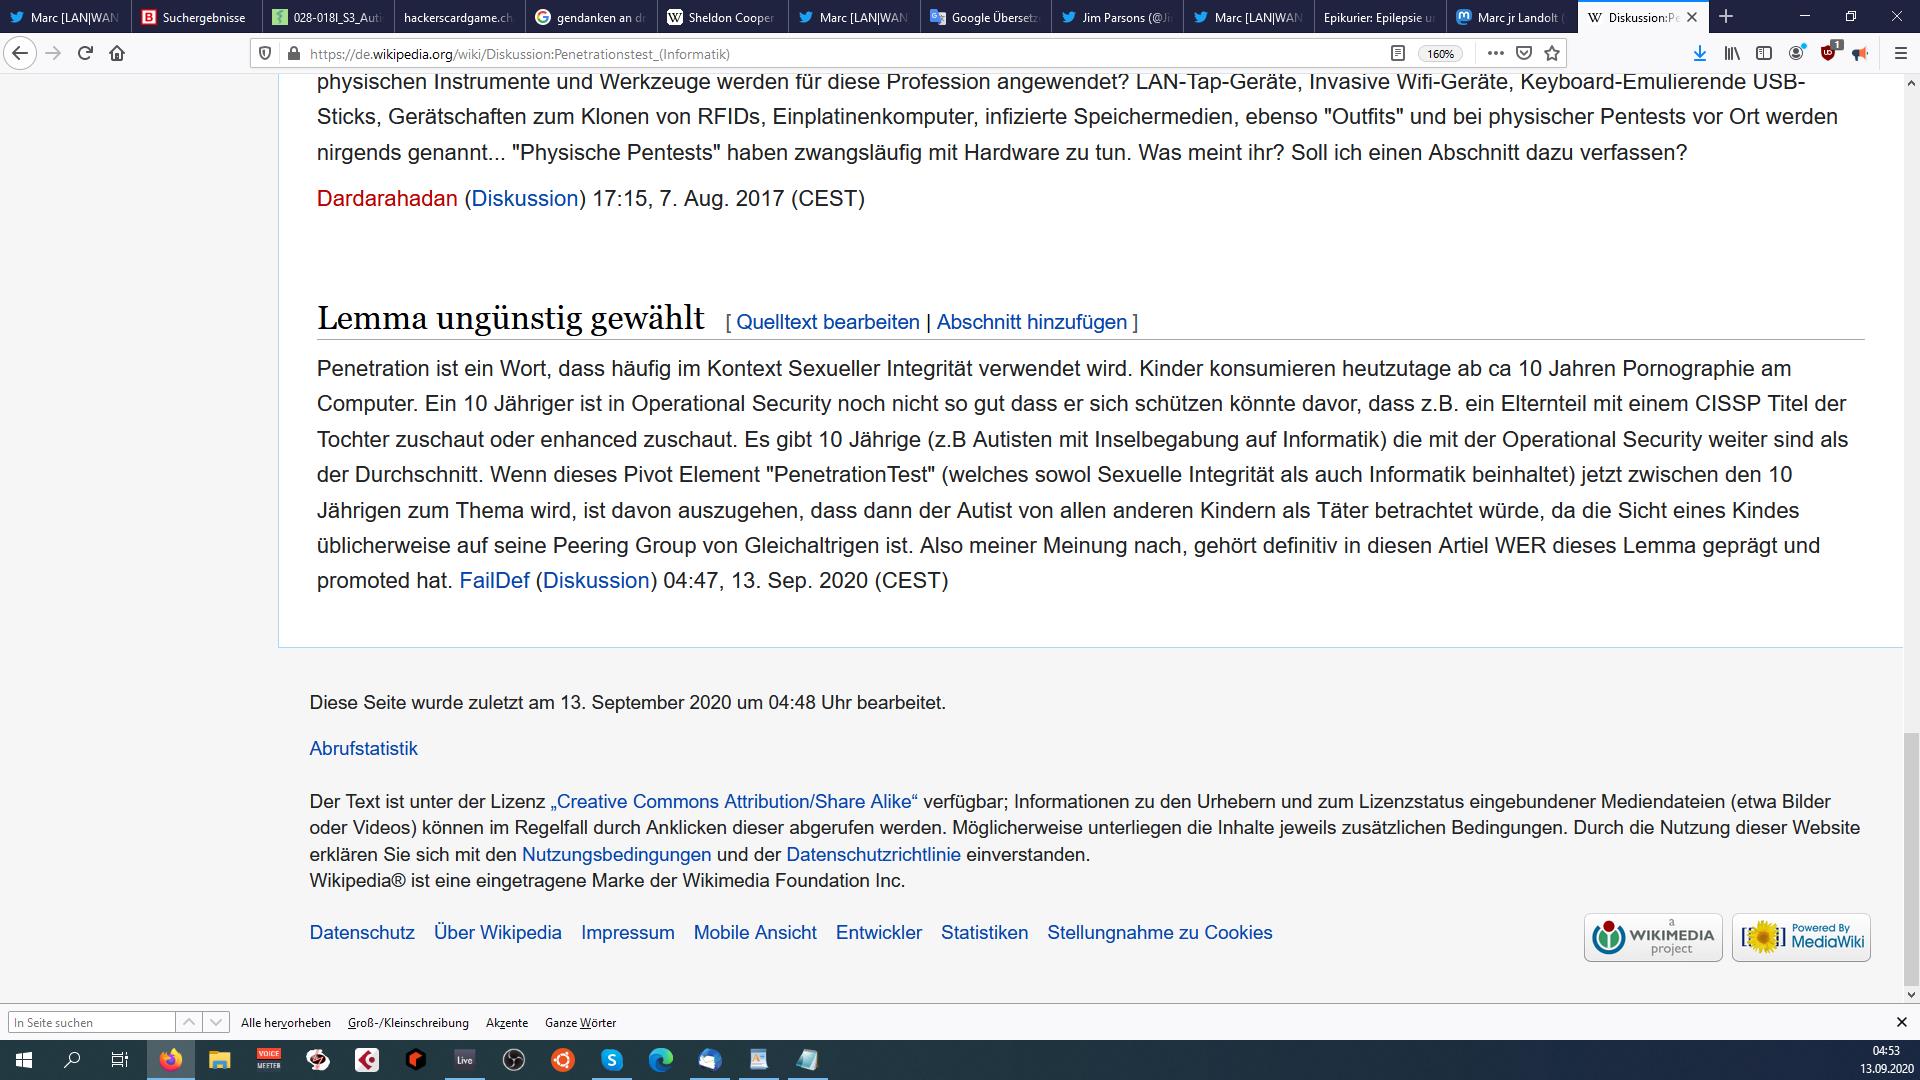 Marc [LAN|WAN
Suchergebnisse
028-018l_S3_Auti
hackerscardgame.ch
gendanken an dr
Sheldon Cooper
Marc [LAN|WAN
Google Übersetze
Jim Parsons (@Ji
Marc [LAN|WAN
Epikurier: Epilepsie u
Marc jr Landolt (
Diskussion:Pe
https://de.wikipedia.org/wiki/Diskussion:Penetrationstest_(Informatik)
160%
1
physischen Instrumente und Werkzeuge werden für diese Profession angewendet? LAN-Tap-Geräte, Invasive Wifi-Geräte, Keyboard-Emulierende USB-
Sticks, Gerätschaften zum Klonen von RFIDs, Einplatinenkomputer, infizierte Speichermedien, ebenso "Outfits" und bei physischer Pentests vor Ort werden
nirgends genannt... "Physische Pentests" haben zwangsläufig mit Hardware zu tun. Was meint ihr? Soll ich einen Abschnitt dazu verfassen?
Dardarahadan (Diskussion) 17:15, 7. Aug. 2017 (CEST)
Lemma ungünstig gewählt [ Quelltext bearbeiten | Abschnitt hinzufügen ]
Penetration ist ein Wort, dass häufig im Kontext Sexueller Integrität verwendet wird. Kinder konsumieren heutzutage ab ca 10 Jahren Pornographie am
Computer. Ein 10 Jähriger ist in Operational Security noch nicht so gut dass er sich schützen könnte davor, dass z.B. ein Elternteil mit einem CISSP Titel der
Tochter zuschaut oder enhanced zuschaut. Es gibt 10 Jährige (z.B Autisten mit Inselbegabung auf Informatik) die mit der Operational Security weiter sind als
der Durchschnitt. Wenn dieses Pivot Element "PenetrationTest" (welches sowol Sexuelle Integrität als auch Informatik beinhaltet) jetzt zwischen den 10
Jährigen zum Thema wird, ist davon auszugehen, dass dann der Autist von allen anderen Kindern als Täter betrachtet würde, da die Sicht eines Kindes
üblicherweise auf seine Peering Group von Gleichaltrigen ist. Also meiner Meinung nach, gehört definitiv in diesen Artiel WER dieses Lemma geprägt und
promoted hat. FailDef (Diskussion) 04:47, 13. Sep. 2020 (CEST)
Diese Seite wurde zuletzt am 13. September 2020 um 04:48 Uhr bearbeitet.
Abrufstatistik
Der Text ist unter der Lizenz „Creative Commons Attribution/Share Alike“ verfügbar; Informationen zu den Urhebern und zum Lizenzstatus eingebundener Mediendateien (etwa Bilder
oder Videos) können im Regelfall durch Anklicken dieser abgerufen werden. Möglicherweise unterliegen die Inhalte jeweils zusätzlichen Bedingungen. Durch die Nutzung dieser Website
erklären Sie sich mit den Nutzungsbedingungen und der Datenschutzrichtlinie einverstanden.
Wikipedia® ist eine eingetragene Marke der Wikimedia Foundation Inc.
Datenschutz Über Wikipedia Impressum Mobile Ansicht Entwickler Statistiken Stellungnahme zu Cookies
a
WIKIMEDIA
project
Powered By
MediaWiki
In Seite suchen
Alle hervorheben Groß-/Kleinschreibung Akzente Ganze Wörter
VOICE
MEETER
Live
04:53
13.09.2020